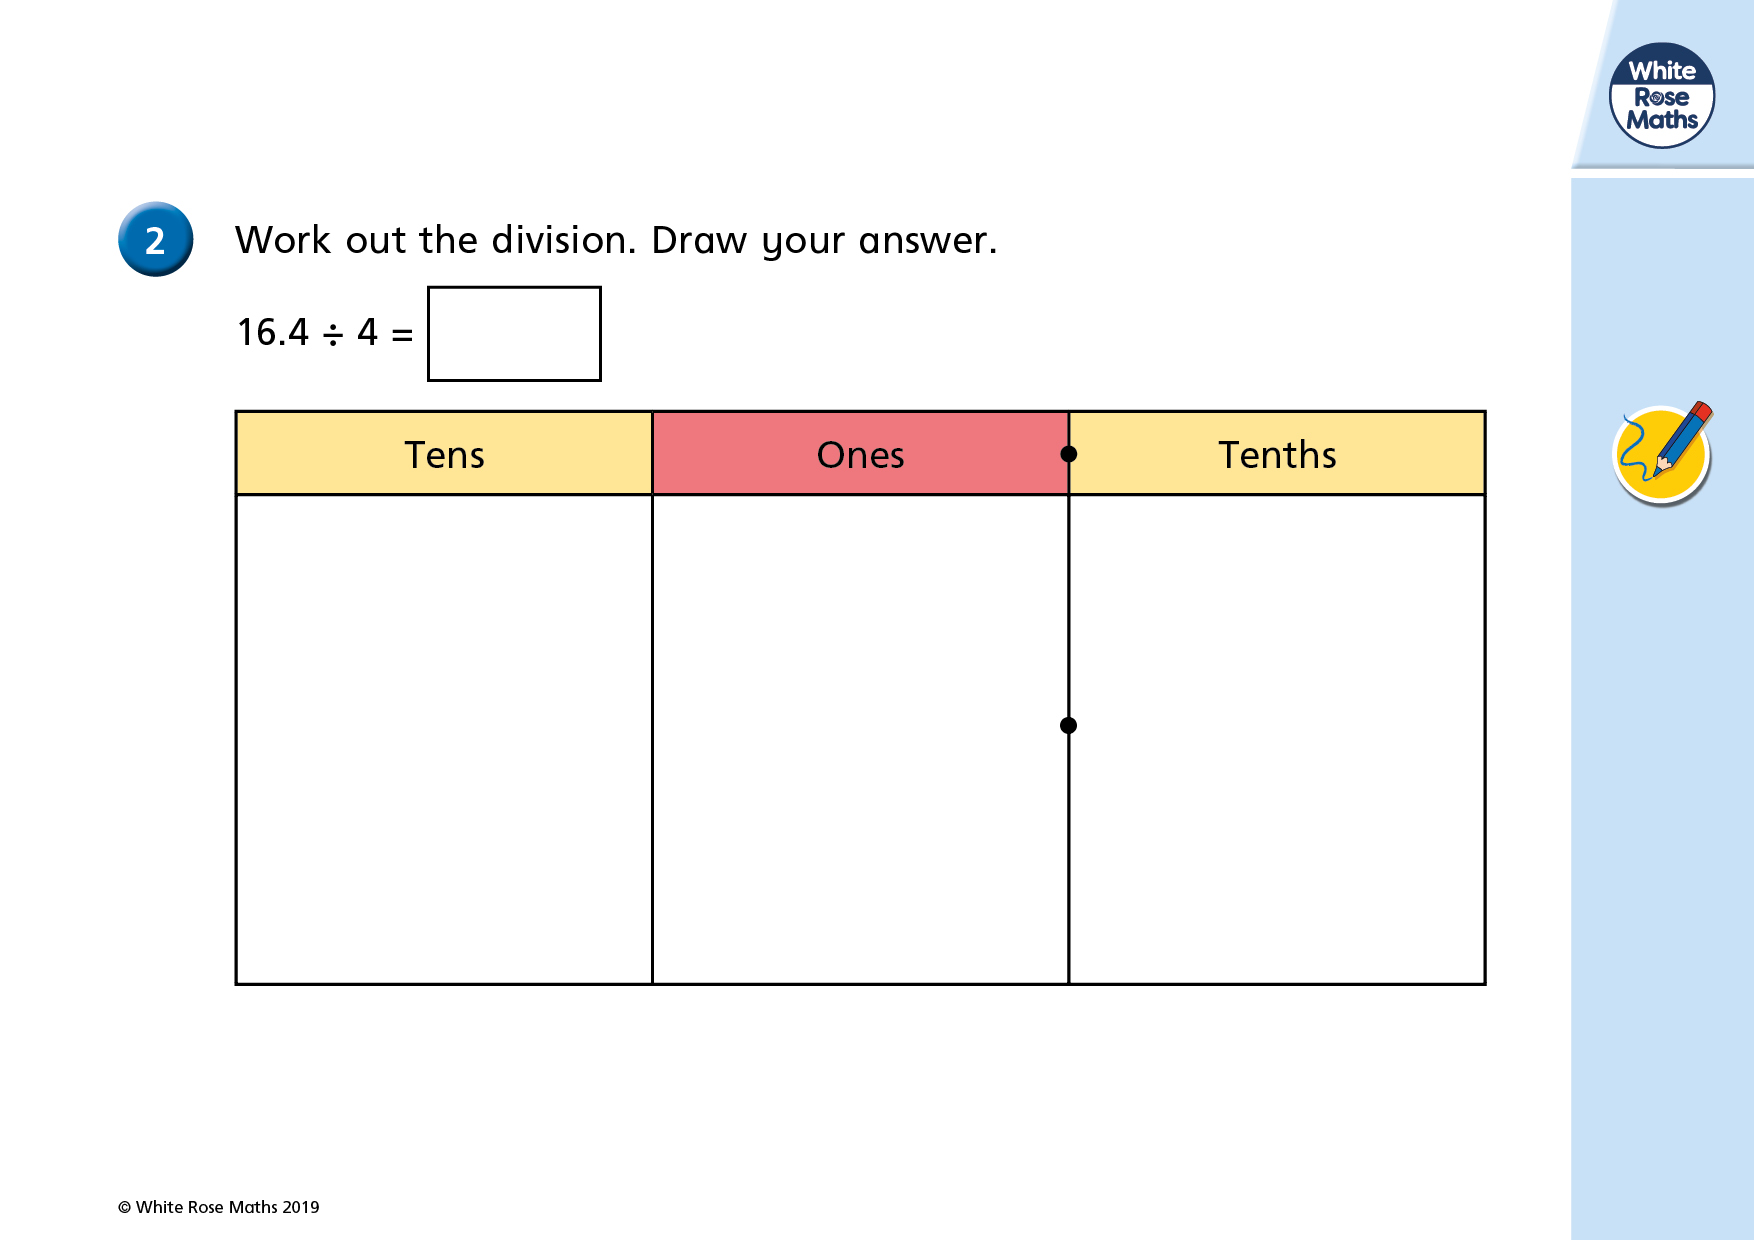 White
Rose
Maths
2 Work out the division. Draw your answer.
16.4 ÷ 4 =
Tens Ones Tenths
© White Rose Maths 2019